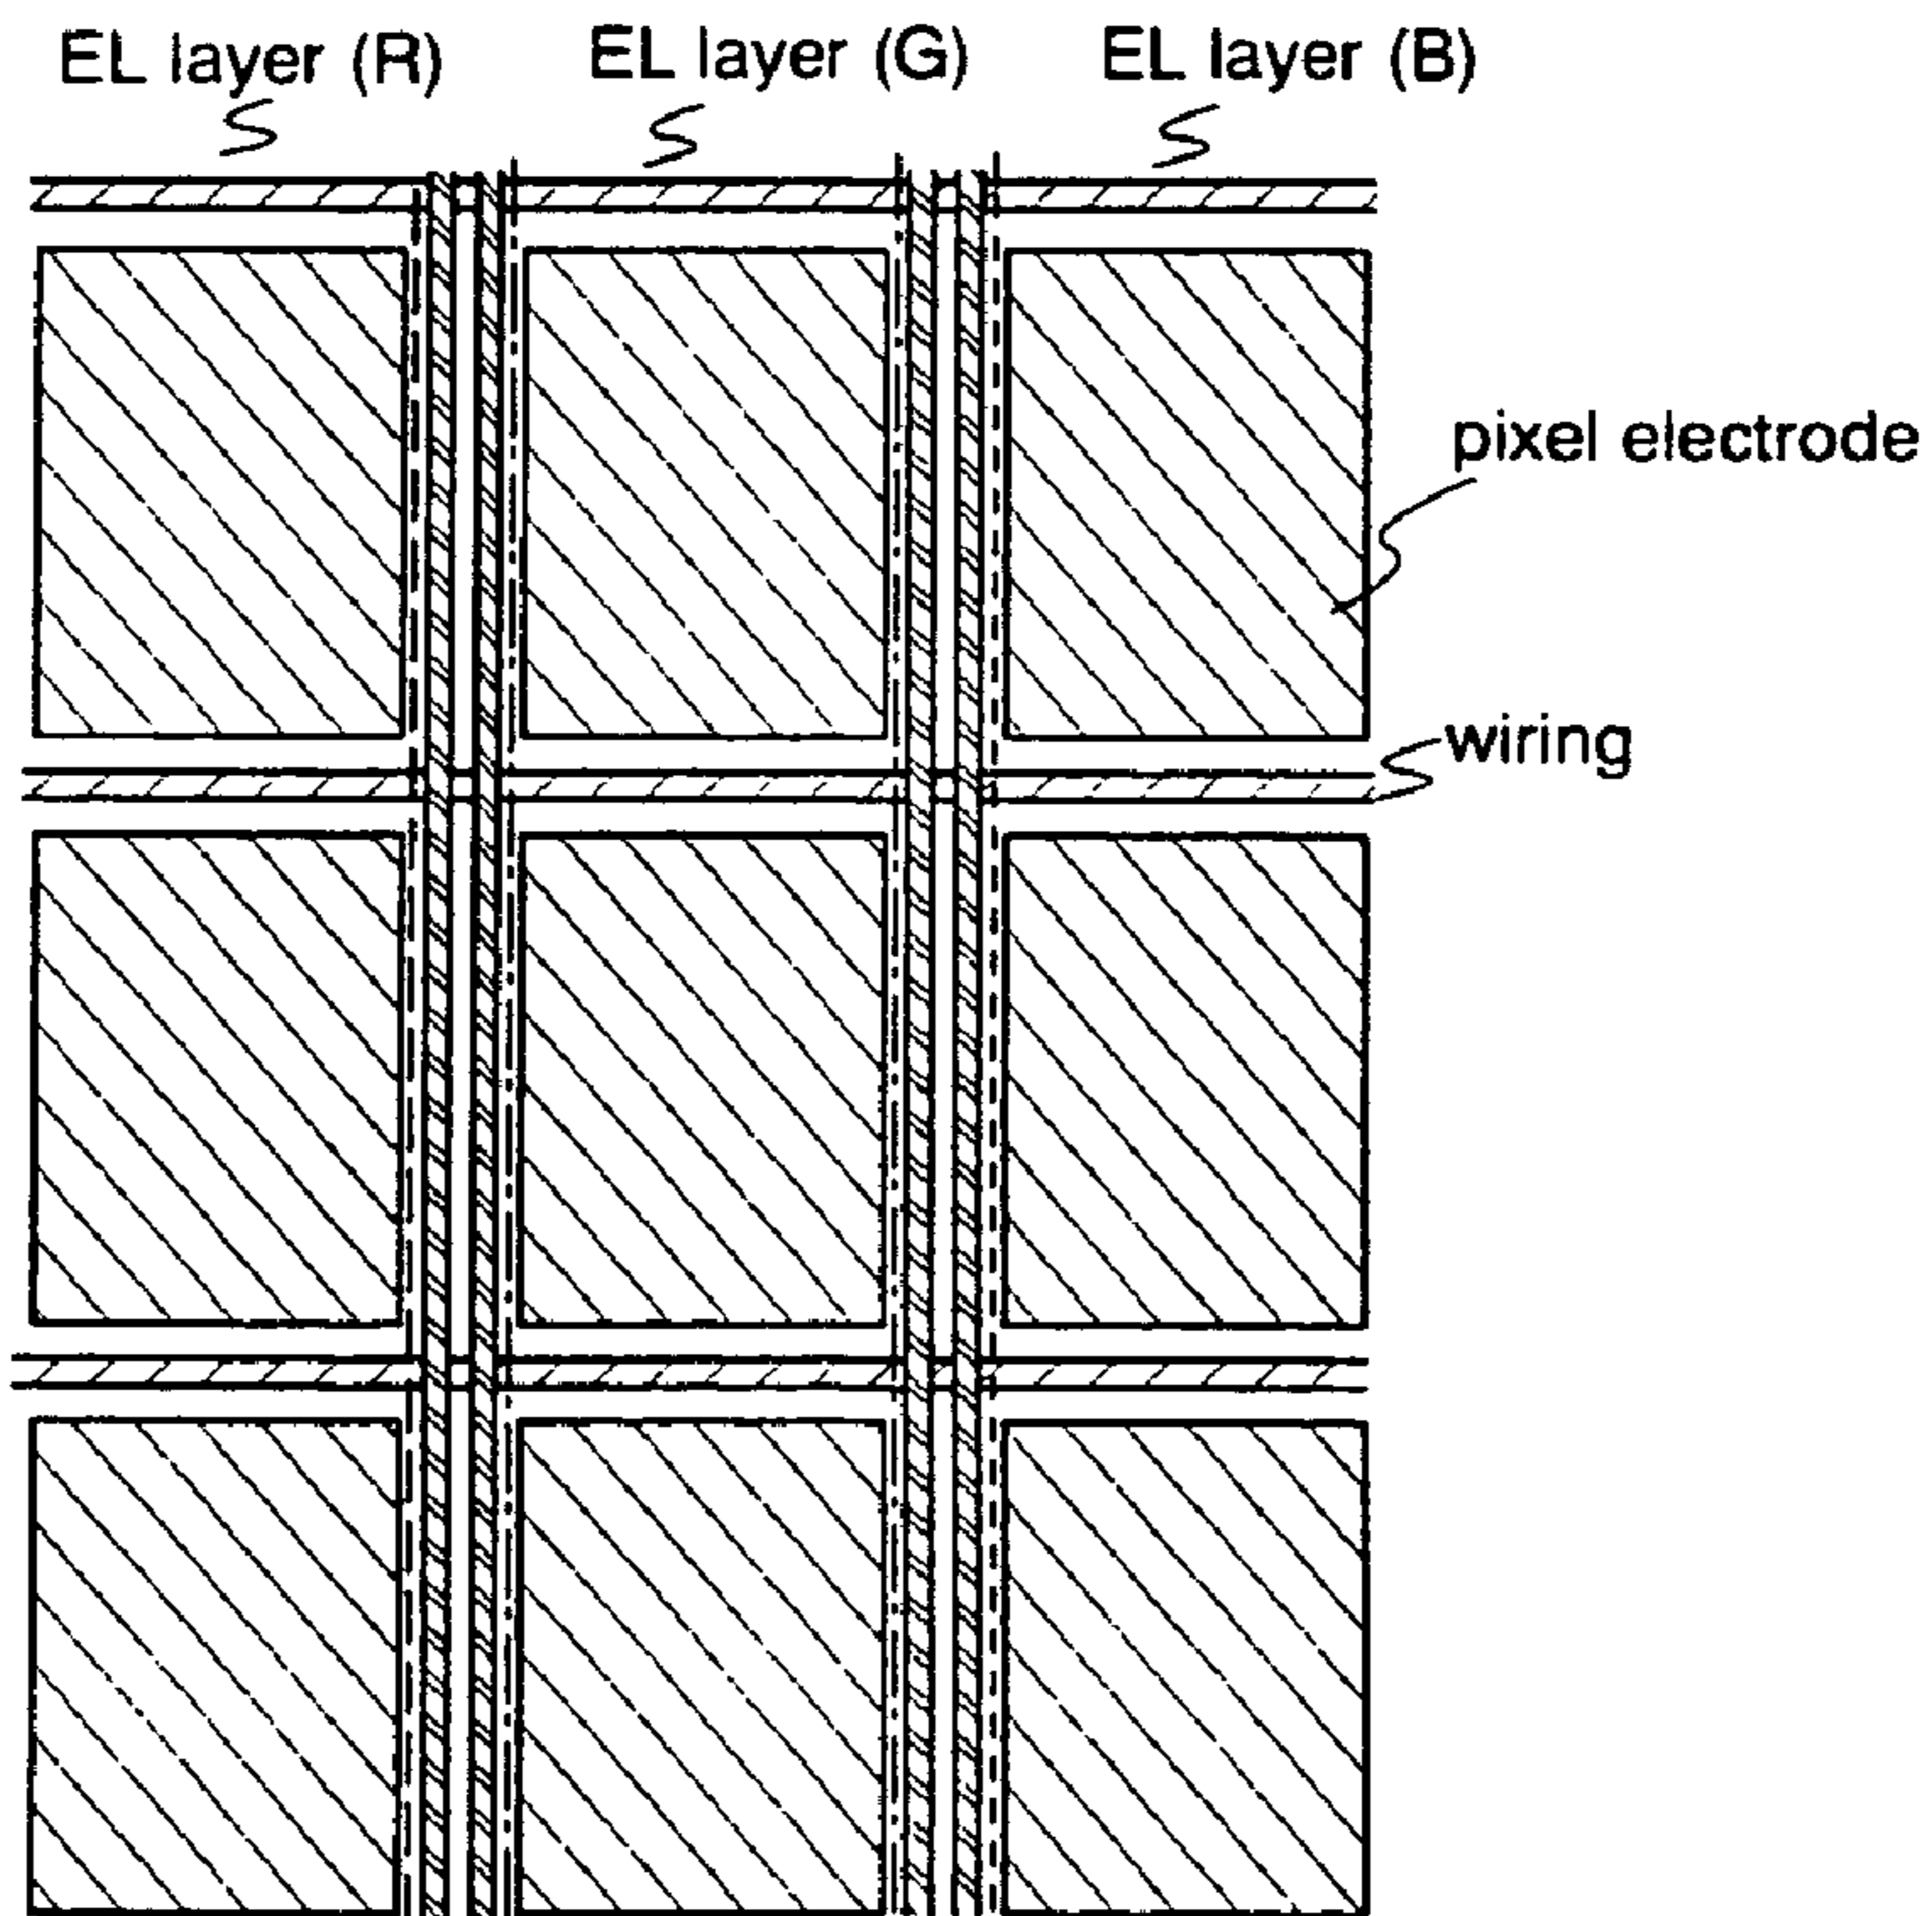 EL layer (R)
EL layer (G)
EL layer (B)
pixel electrode
wiring